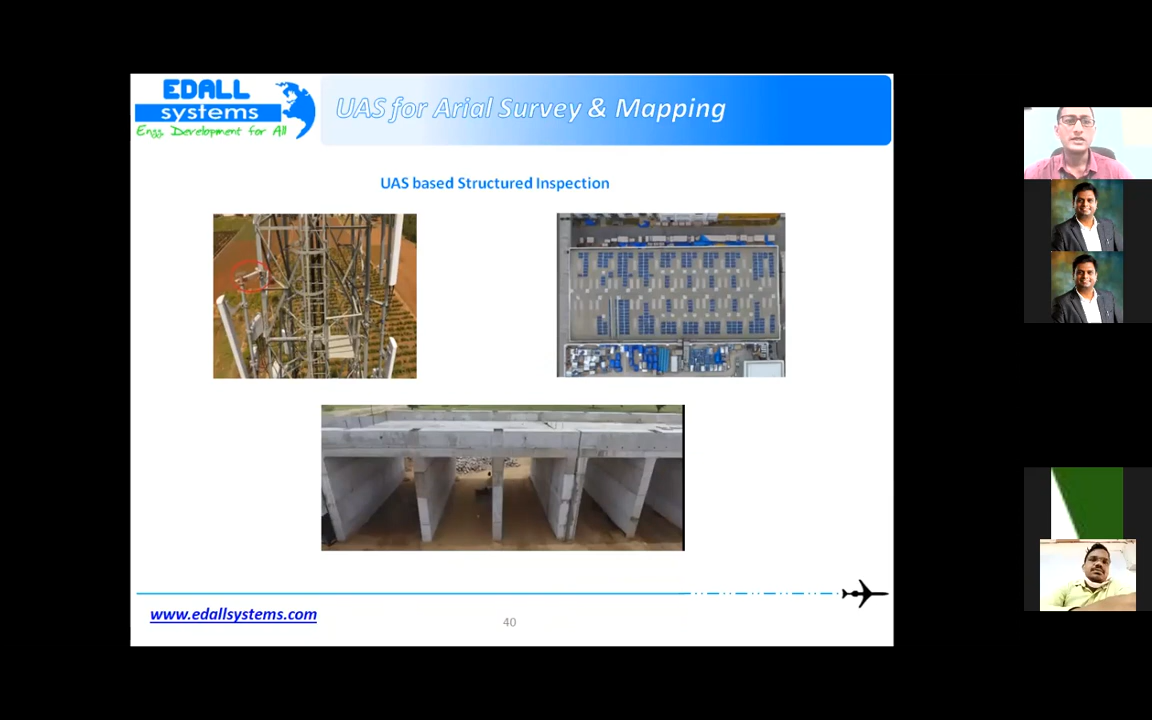 EDALL
systems
Engg. Development for All
UAS for Arial Survey & Mapping
UAS based Structured Inspection
www.edallsystems.com
40